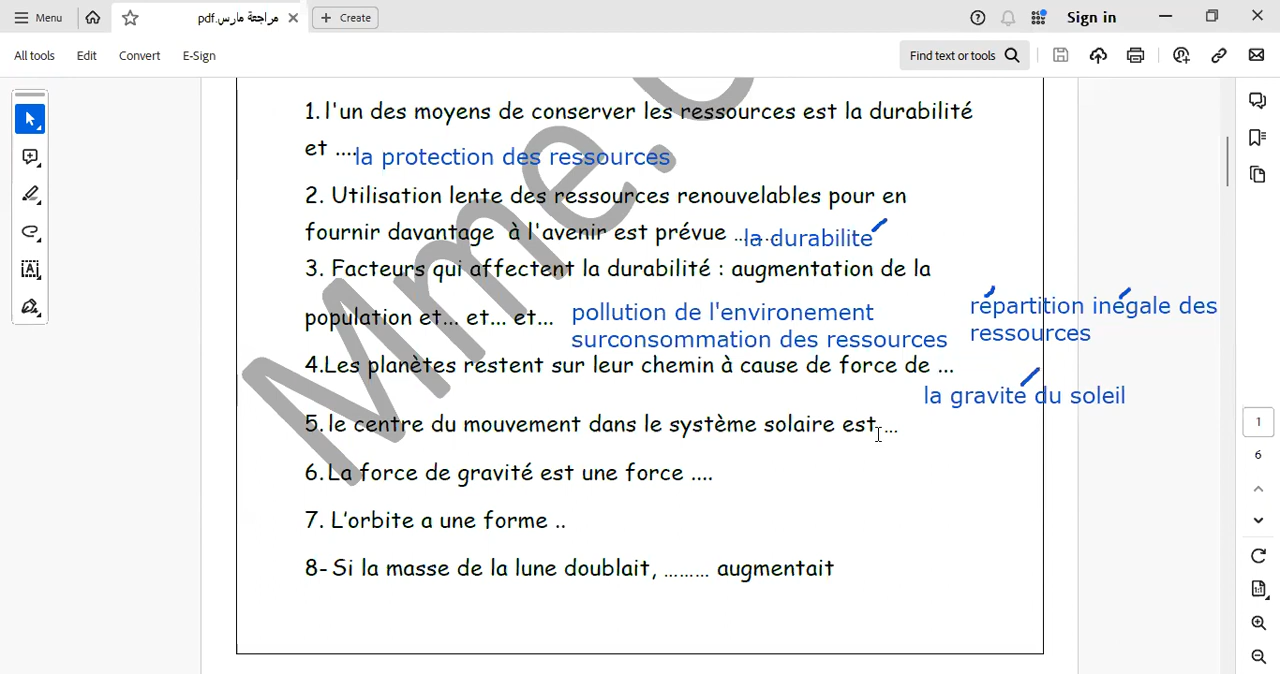 Menu
مراجعة مارس.pdf
Create
Sign in
All tools
Edit
Convert
E-Sign
Find text or tools
1. l'un des moyens de conserver les ressources est la durabilité
et ....la protection des ressources
2. Utilisation lente des ressources renouvelables pour en
fournir davantage à l'avenir est prévue ......la durabilité
3. Facteurs qui affectent la durabilité : augmentation de la
population et... et... et...
pollution de l'environement
surconsommation des ressources
répartition inégale des
ressources
4.Les planètes restent sur leur chemin à cause de force de ...
la gravité du soleil
5. le centre du mouvement dans le système solaire est ...
6. La force de gravité est une force ....
7. L'orbite a une forme ..
8- Si la masse de la lune doublait, ......... augmentait
Mme.
1
6